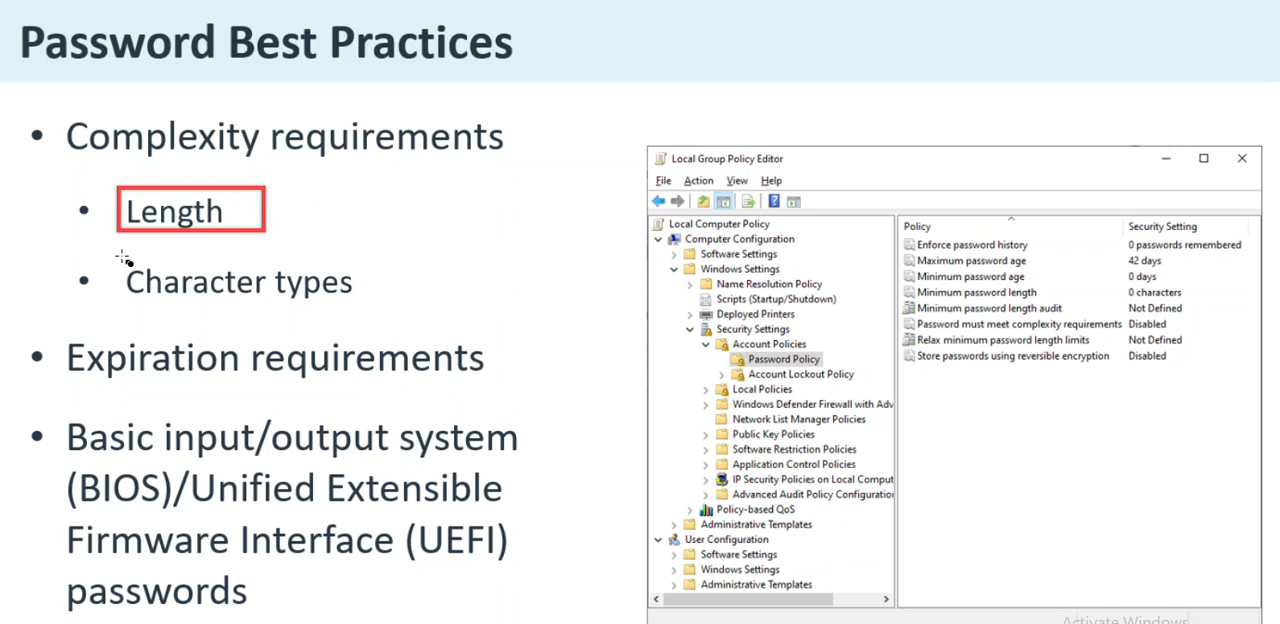 Password Best Practices
• Complexity requirements
• Length
• Character types
• Expiration requirements
• Basic input/output system
(BIOS)/Unified Extensible
Firmware Interface (UEFI)
passwords
Local Group Policy Editor
File Action View Help
Local Computer Policy
Computer Configuration
Software Settings
Windows Settings
Name Resolution Policy
Scripts (Startup/Shutdown)
Deployed Printers
Security Settings
Account Policies
Password Policy
Account Lockout Policy
Local Policies
Windows Defender Firewall with Adv
Network List Manager Policies
Public Key Policies
Software Restriction Policies
Application Control Policies
IP Security Policies on Local Comput
Advanced Audit Policy Configuration
Policy-based QoS
Administrative Templates
User Configuration
Software Settings
Windows Settings
Administrative Templates
Policy Security Setting
Enforce password history 0 passwords remembered
Maximum password age 42 days
Minimum password age 0 days
Minimum password length 0 characters
Minimum password length audit Not Defined
Password must meet complexity requirements Disabled
Relax minimum password length limits Not Defined
Store passwords using reversible encryption Disabled
Activate Windows